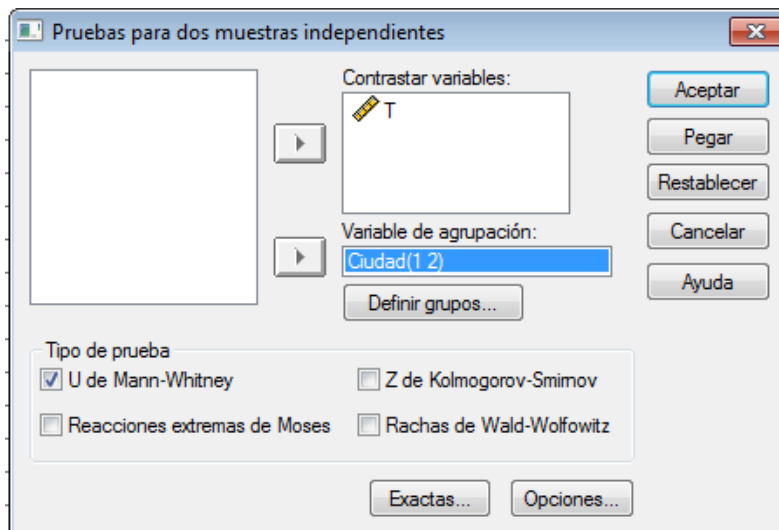 Pruebas para dos muestras independientes
Contrastar variables:
T
Variable de agrupación:
Ciudad(1 2)
Definir grupos...
Aceptar
Pegar
Restablecer
Cancelar
Ayuda
Tipo de prueba
U de Mann-Whitney
Z de Kolmogorov-Smirnov
Reacciones extremas de Moses
Rachas de Wald-Wolfowitz
Exactas...
Opciones...